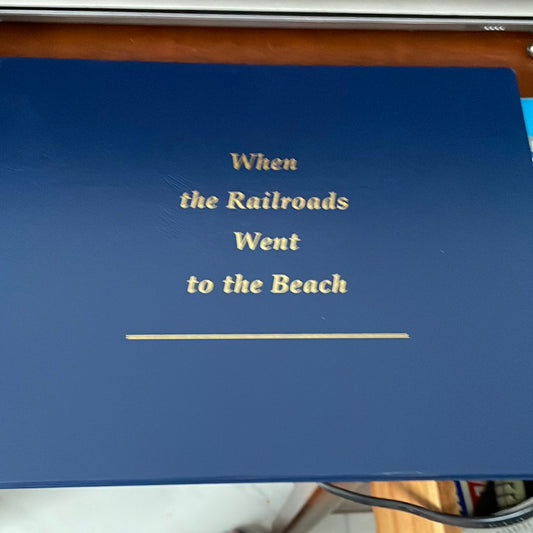 When
the Railroads
Went
to the Beach